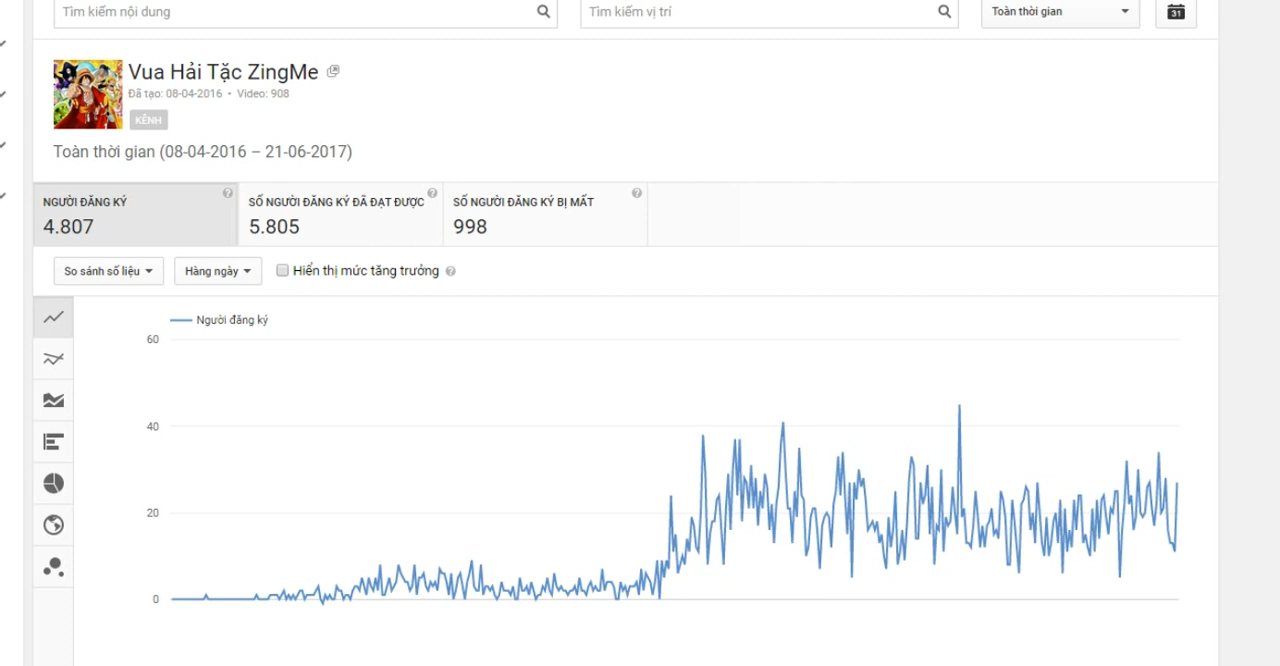 Tìm kiếm nội dung
Tìm kiếm vị trí
Toàn thời gian
31
Vua Hải Tặc ZingMe
Đã tạo: 08-04-2016 • Video: 908
KÊNH
Toàn thời gian (08-04-2016 – 21-06-2017)
NGƯỜI ĐĂNG KÝ ?
4.807
SỐ NGƯỜI ĐĂNG KÝ ĐÃ ĐẠT ĐƯỢC ?
5.805
SỐ NGƯỜI ĐĂNG KÝ BỊ MẤT ?
998
So sánh số liệu
Hàng ngày
Hiển thị mức tăng trưởng ?
Người đăng ký
60
40
20
0